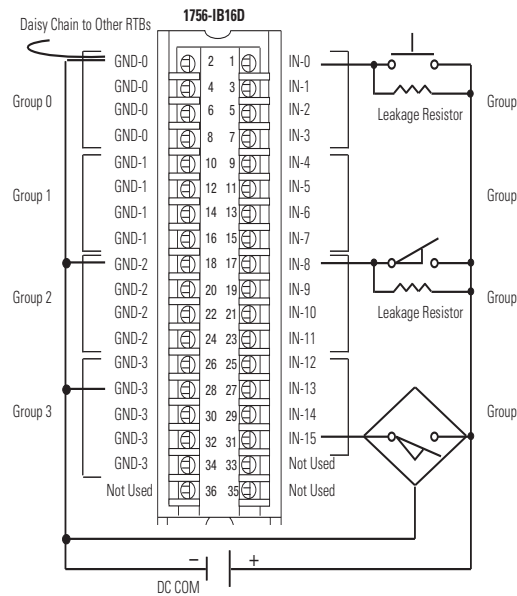 1756-IB16D
Daisy Chain to Other RTBs
GND-0 2 1 IN-0
GND-0 4 3 IN-1
Group 0 GND-0 6 5 IN-2 Leakage Resistor Group
GND-0 8 7 IN-3
GND-1 10 9 IN-4
GND-1 12 11 IN-5
Group 1 Group
GND-1 14 13 IN-6
GND-1 16 15 IN-7
GND-2 18 17 IN-8
GND-2 20 19 IN-9
Group 2 Group
GND-2 22 21 IN-10 Leakage Resistor
GND-2 24 23 IN-11
GND-3 26 25 IN-12
GND-3 28 27 IN-13
Group 3 GND-3 30 29 IN-14 Group
GND-3 32 31 IN-15
GND-3 34 33 Not Used
Not Used 36 35 Not Used
– +
DC COM